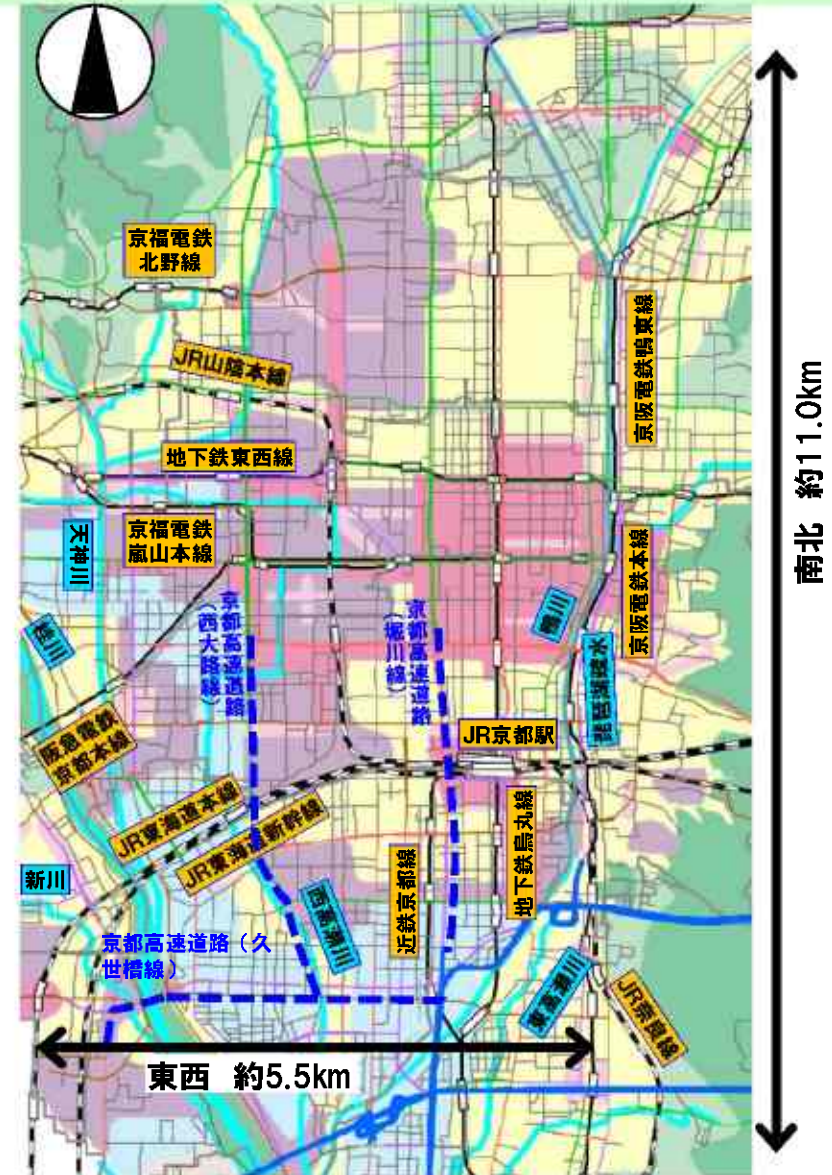 京福電鉄
北野線
JR山陰本線
地下鉄東西線
京福電鉄
嵐山本線
天神川
桂川
京阪電鉄鴨東線
京阪電鉄本線
鴨川
琵琶湖疏水
京都高速道路
(西大路線)
京都高速道路
(堀川線)
JR京都駅
阪急電鉄
京都本線
JR東海道本線
JR東海道新幹線
新川
近鉄京都線
地下鉄烏丸線
西高瀬川
京都高速道路(久
世橋線)
東高瀬川
JR奈良線
東西 約5.5km
南北 約11.0km